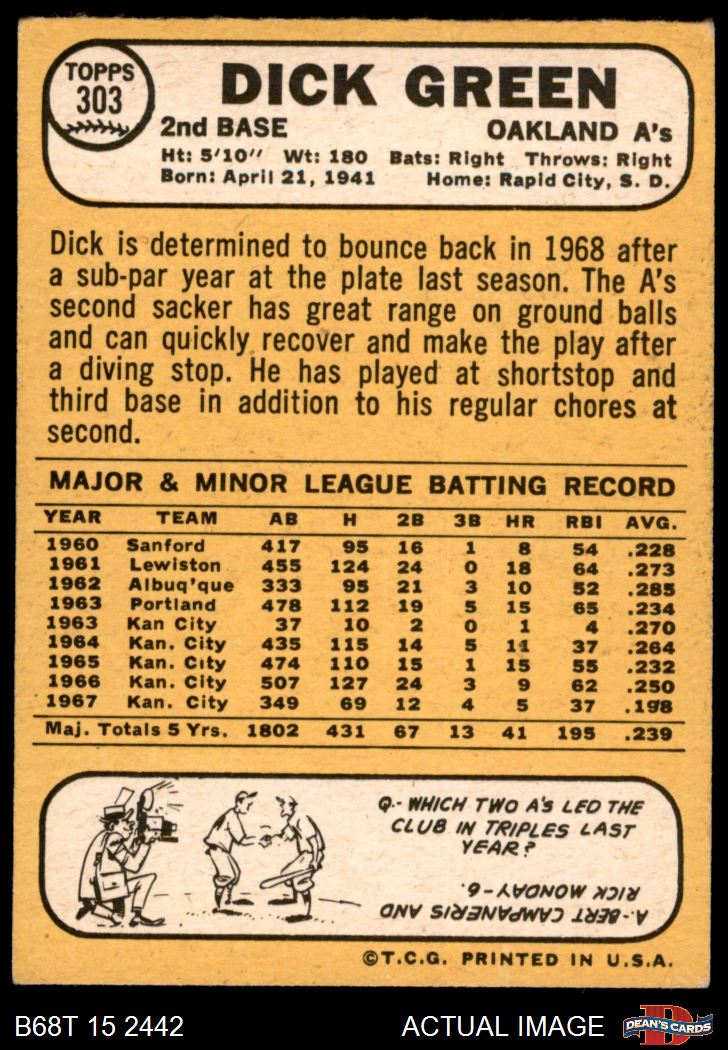 TOPPS
303
DICK GREEN
2nd BASE OAKLAND A's
Ht: 5'10" Wt: 180 Bats: Right Throws: Right
Born: April 21, 1941 Home: Rapid City, S. D.
Dick is determined to bounce back in 1968 after
a sub-par year at the plate last season. The A's
second sacker has great range on ground balls
and can quickly recover and make the play after
a diving stop. He has played at shortstop and
third base in addition to his regular chores at
second.
MAJOR & MINOR LEAGUE BATTING RECORD
YEAR TEAM AB H 2B 3B HR RBI AVG.
1960 Sanford 417 95 16 1 8 54 .228
1961 Lewiston 455 124 24 0 18 64 .273
1962 Albuq'que 333 95 21 3 10 52 .285
1963 Portland 478 112 19 5 15 65 .234
1963 Kan City 37 10 2 0 1 4 .270
1964 Kan. City 435 115 14 5 11 37 .264
1965 Kan. City 474 110 15 1 15 55 .232
1966 Kan. City 507 127 24 3 9 62 .250
1967 Kan. City 349 69 12 4 5 37 .198
Maj. Totals 5 Yrs. 1802 431 67 13 41 195 .239
Q.- WHICH TWO A'S LED THE
CLUB IN TRIPLES LAST
YEAR?
A.- BERT CAMPANERIS AND
RICK MONDAY-6.
©T.C.G. PRINTED IN U.S.A.
B68T 15 2442 ACTUAL IMAGE
D
DEAN'S CARDS